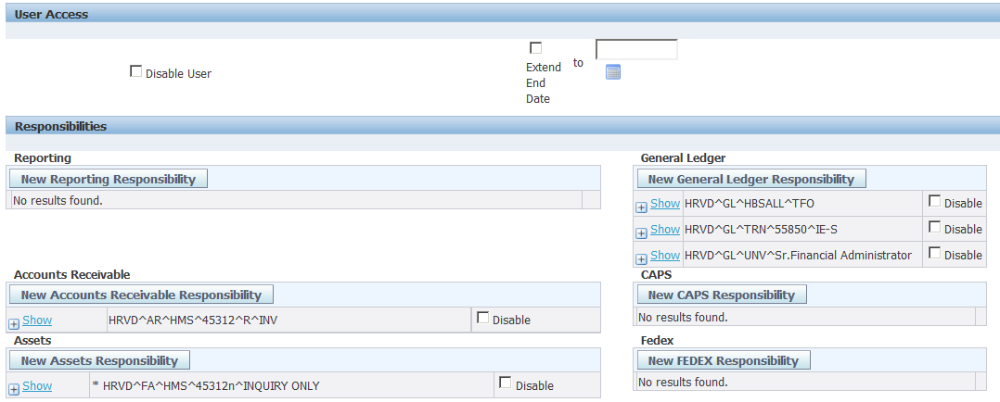 User Access
Disable User
Extend
End
Date
to
Responsibilities
Reporting
New Reporting Responsibility
No results found.
General Ledger
New General Ledger Responsibility
Show HRVD^GL^HBSALL^TFO Disable
Show HRVD^GL^TRN^55850^IE-S Disable
Show HRVD^GL^UNV^Sr.Financial Administrator Disable
Accounts Receivable
New Accounts Receivable Responsibility
Show HRVD^AR^HMS^45312^R^INV Disable
CAPS
New CAPS Responsibility
No results found.
Assets
New Assets Responsibility
Show * HRVD^FA^HMS^45312n^INQUIRY ONLY Disable
Fedex
New FEDEX Responsibility
No results found.